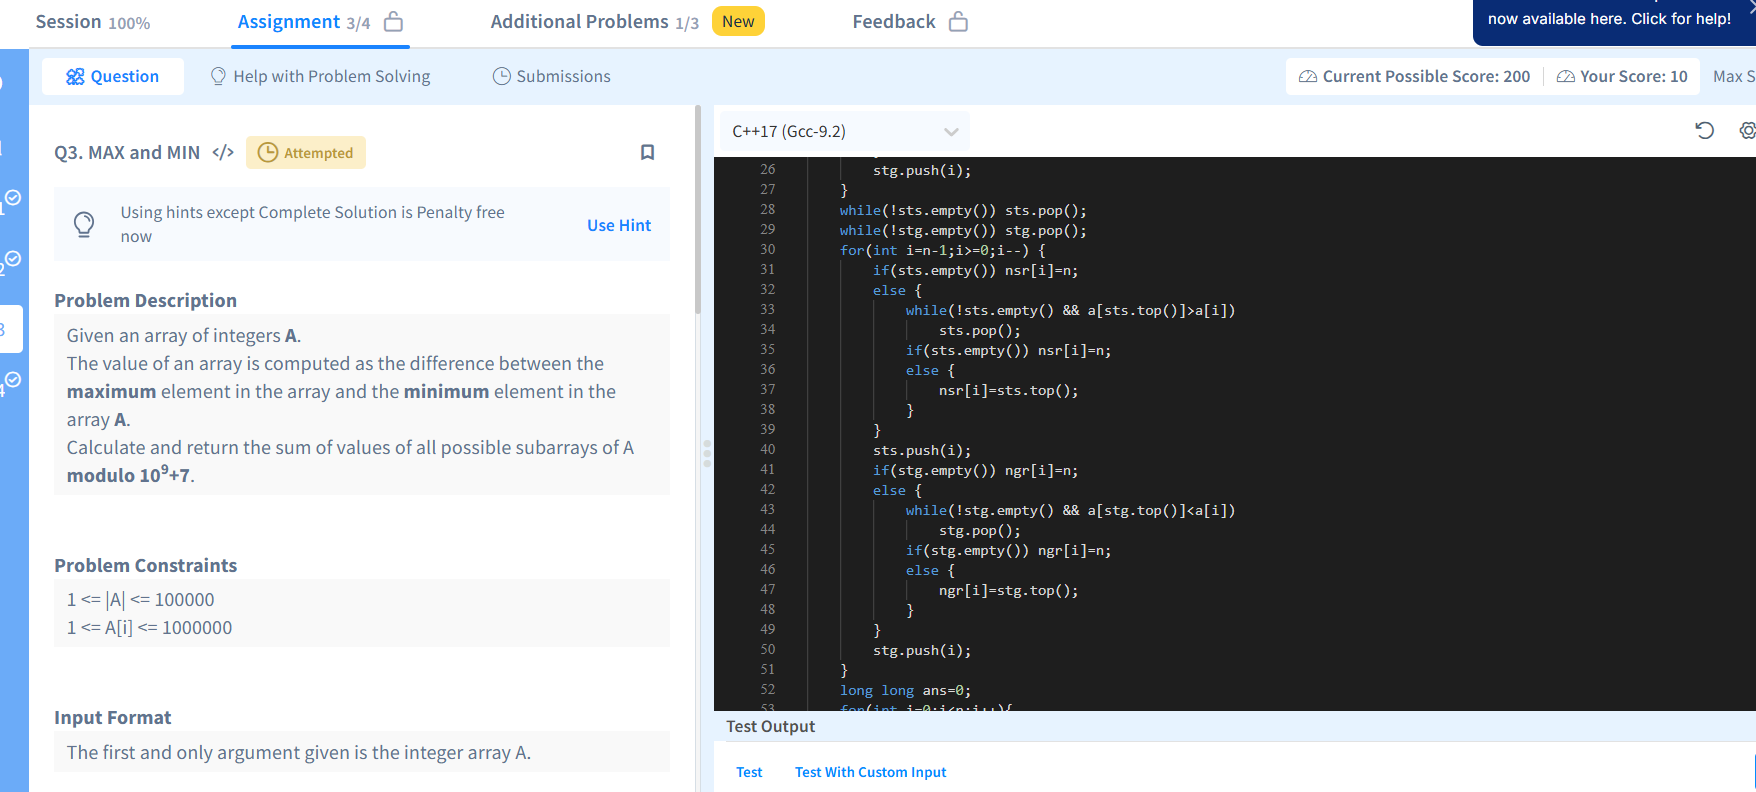 Session 100%
Assignment 3/4
Additional Problems 1/3 New
Feedback
now available here. Click for help!
Question
Help with Problem Solving
Submissions
Current Possible Score: 200
Your Score: 10
Max S
Q3. MAX and MIN </> Attempted
Using hints except Complete Solution is Penalty free
now
Use Hint
Problem Description
Given an array of integers A.
The value of an array is computed as the difference between the
maximum element in the array and the minimum element in the
array A.
Calculate and return the sum of values of all possible subarrays of A
modulo 10⁹+7.
Problem Constraints
1 <= |A| <= 100000
1 <= A[i] <= 1000000
Input Format
The first and only argument given is the integer array A.
C++17 (Gcc-9.2)
26 stg.push(i);
27 }
28 while(!sts.empty()) sts.pop();
29 while(!stg.empty()) stg.pop();
30 for(int i=n-1;i>=0;i--) {
31 if(sts.empty()) nsr[i]=n;
32 else {
33 while(!sts.empty() && a[sts.top()]>a[i])
34 sts.pop();
35 if(sts.empty()) nsr[i]=n;
36 else {
37 nsr[i]=sts.top();
38 }
39 }
40 sts.push(i);
41 if(stg.empty()) ngr[i]=n;
42 else {
43 while(!stg.empty() && a[stg.top()]<a[i])
44 stg.pop();
45 if(stg.empty()) ngr[i]=n;
46 else {
47 ngr[i]=stg.top();
48 }
49 }
50 stg.push(i);
51 }
52 long long ans=0;
53 for(int i=0;i<n;i++){
Test Output
Test
Test With Custom Input